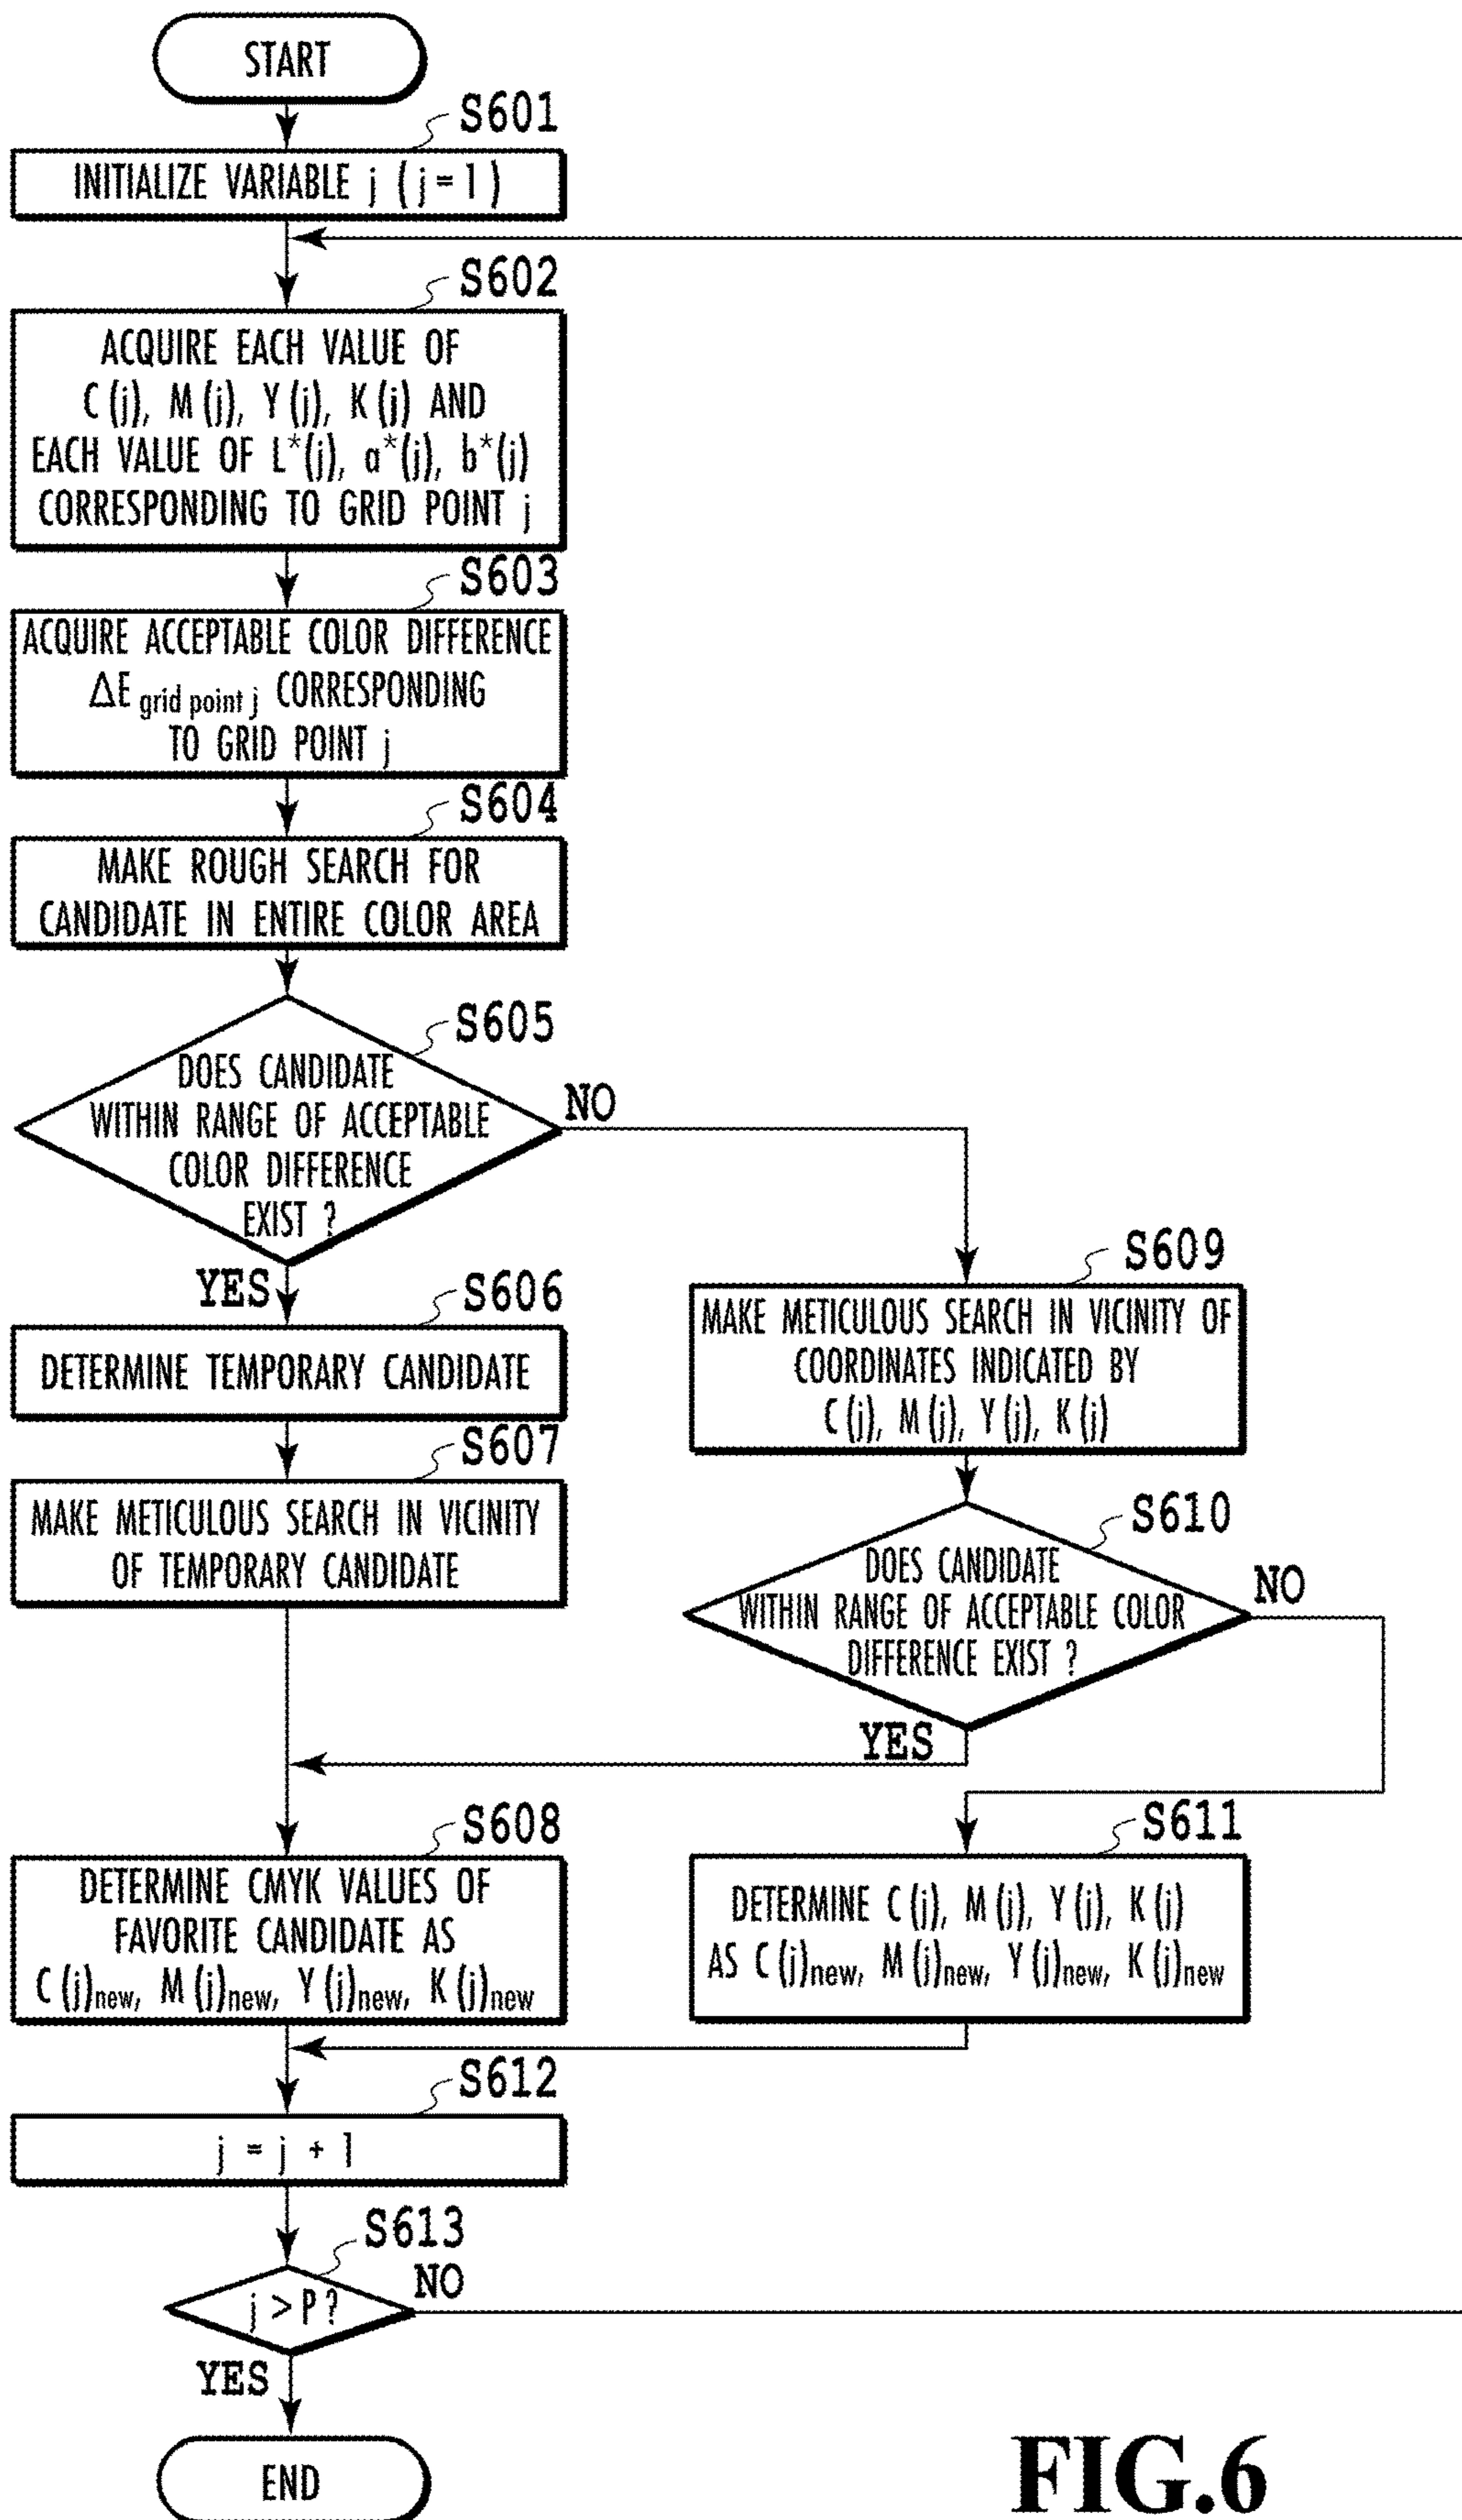 START
S601
INITIALIZE VARIABLE j (j=1)
S602
ACQUIRE EACH VALUE OF
C(j), M(j), Y(j), K(j) AND
EACH VALUE OF L*(j), a*(j), b*(j)
CORRESPONDING TO GRID POINT j
S603
ACQUIRE ACCEPTABLE COLOR DIFFERENCE
ΔE grid point j CORRESPONDING
TO GRID POINT j
S604
MAKE ROUGH SEARCH FOR
CANDIDATE IN ENTIRE COLOR AREA
S605
DOES CANDIDATE
WITHIN RANGE OF ACCEPTABLE
COLOR DIFFERENCE
EXIST ?
NO
YES
S606
DETERMINE TEMPORARY CANDIDATE
S607
MAKE METICULOUS SEARCH IN VICINITY
OF TEMPORARY CANDIDATE
S609
MAKE METICULOUS SEARCH IN VICINITY OF
COORDINATES INDICATED BY
C(j), M(j), Y(j), K(j)
S610
DOES CANDIDATE
WITHIN RANGE OF ACCEPTABLE COLOR
DIFFERENCE EXIST ?
NO
YES
S608
DETERMINE CMYK VALUES OF
FAVORITE CANDIDATE AS
C(j)new, M(j)new, Y(j)new, K(j)new
S611
DETERMINE C(j), M(j), Y(j), K(j)
AS C(j)new, M(j)new, Y(j)new, K(j)new
S612
j = j + 1
S613
j > P ?
NO
YES
END
FIG.6